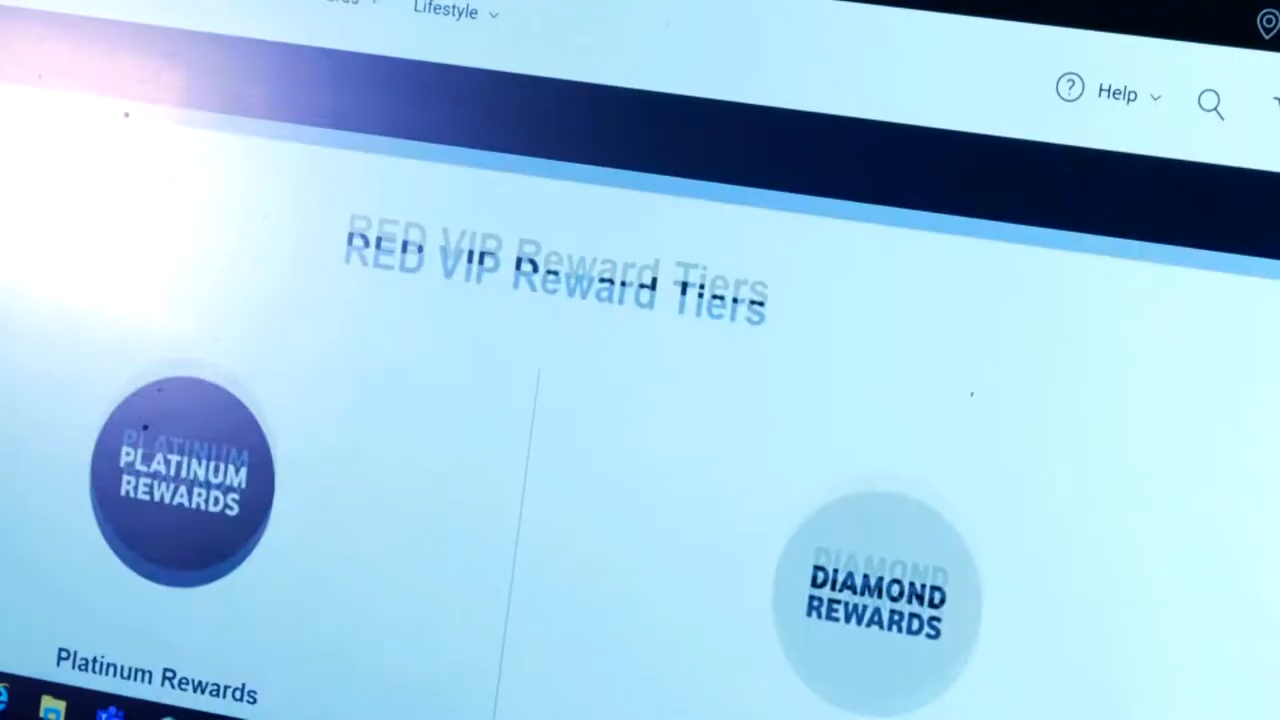 Lifestyle
Help
RED VIP Reward Tiers
PLATINUM
REWARDS
DIAMOND
REWARDS
Platinum Rewards